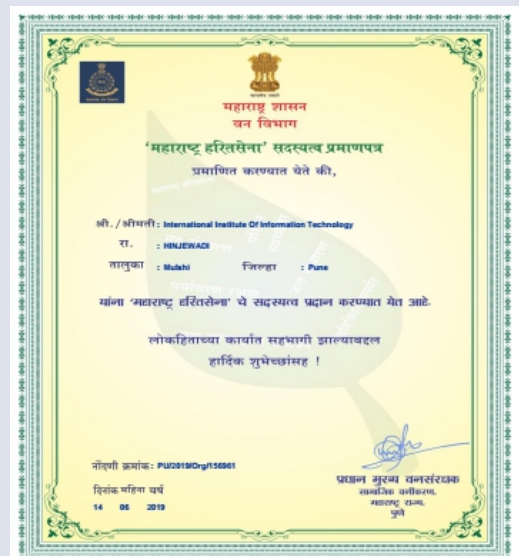 महाराष्ट्र शासन
वन विभाग
'महाराष्ट्र हरितसेना' सदस्यत्व प्रमाणपत्र
प्रमाणित करण्यात येते की,
श्री./श्रीमती: International Institute Of Information Technology
रा. : HINJEWADI
तालुका : Mulshi जिल्हा : Pune
यांना 'महाराष्ट्र हरितसेना' चे सदस्यत्व प्रदान करण्यात येत आहे.
लोकहिताच्या कार्यात सहभागी झाल्याबद्दल
हार्दिक शुभेच्छांसह !
नोंदणी क्रमांक: PU/2019/Org/156961
दिनांक महिना वर्ष
14 06 2019
प्रधान मुख्य वनसंरक्षक
सामाजिक वनीकरण,
महाराष्ट्र राज्य,
पुणे